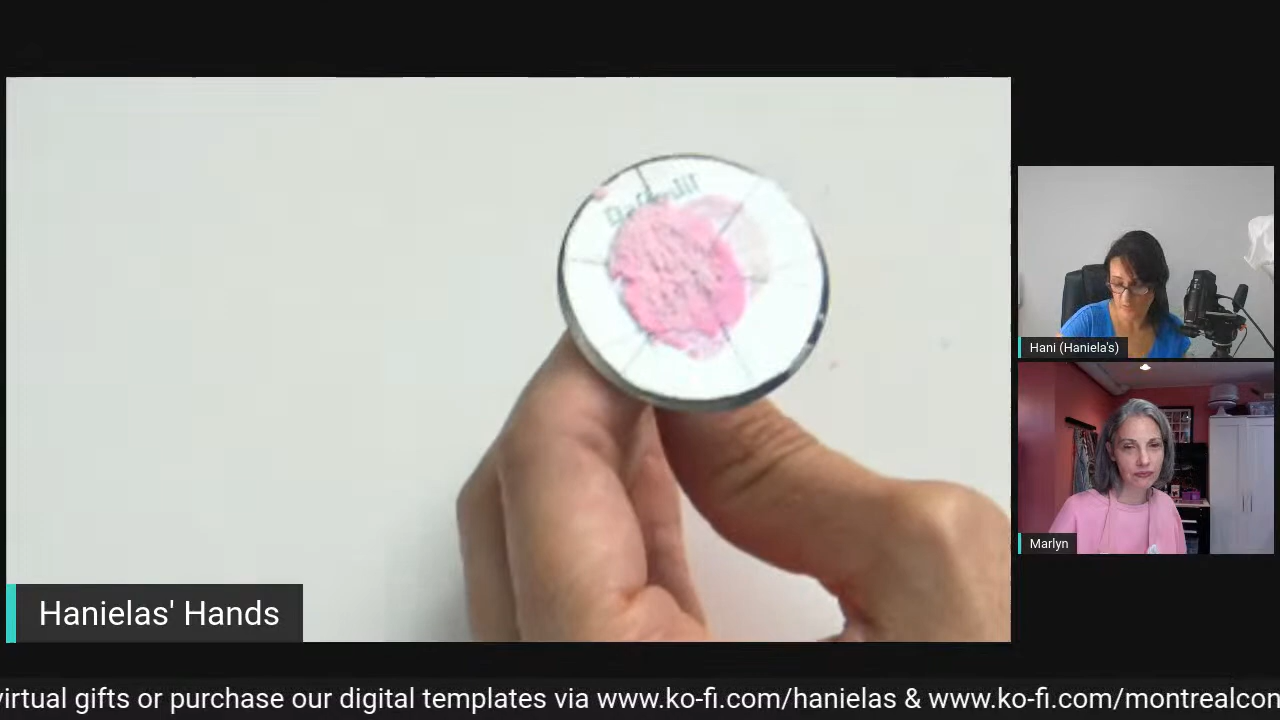 Hani (Haniela's)
Marlyn
Hanielas' Hands
virtual gifts or purchase our digital templates via www.ko-fi.com/hanielas & www.ko-fi.com/montrealcon